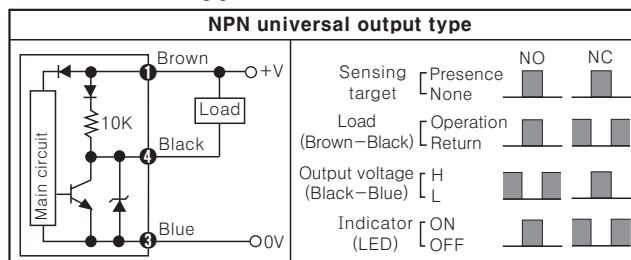 NPN universal output type
Brown
1
+V
Load
10K
Black
4
Main circuit
Blue
3
0V
NO NC
Sensing target Presence None
Load (Brown−Black) Operation Return
Output voltage (Black−Blue) H L
Indicator (LED) ON OFF